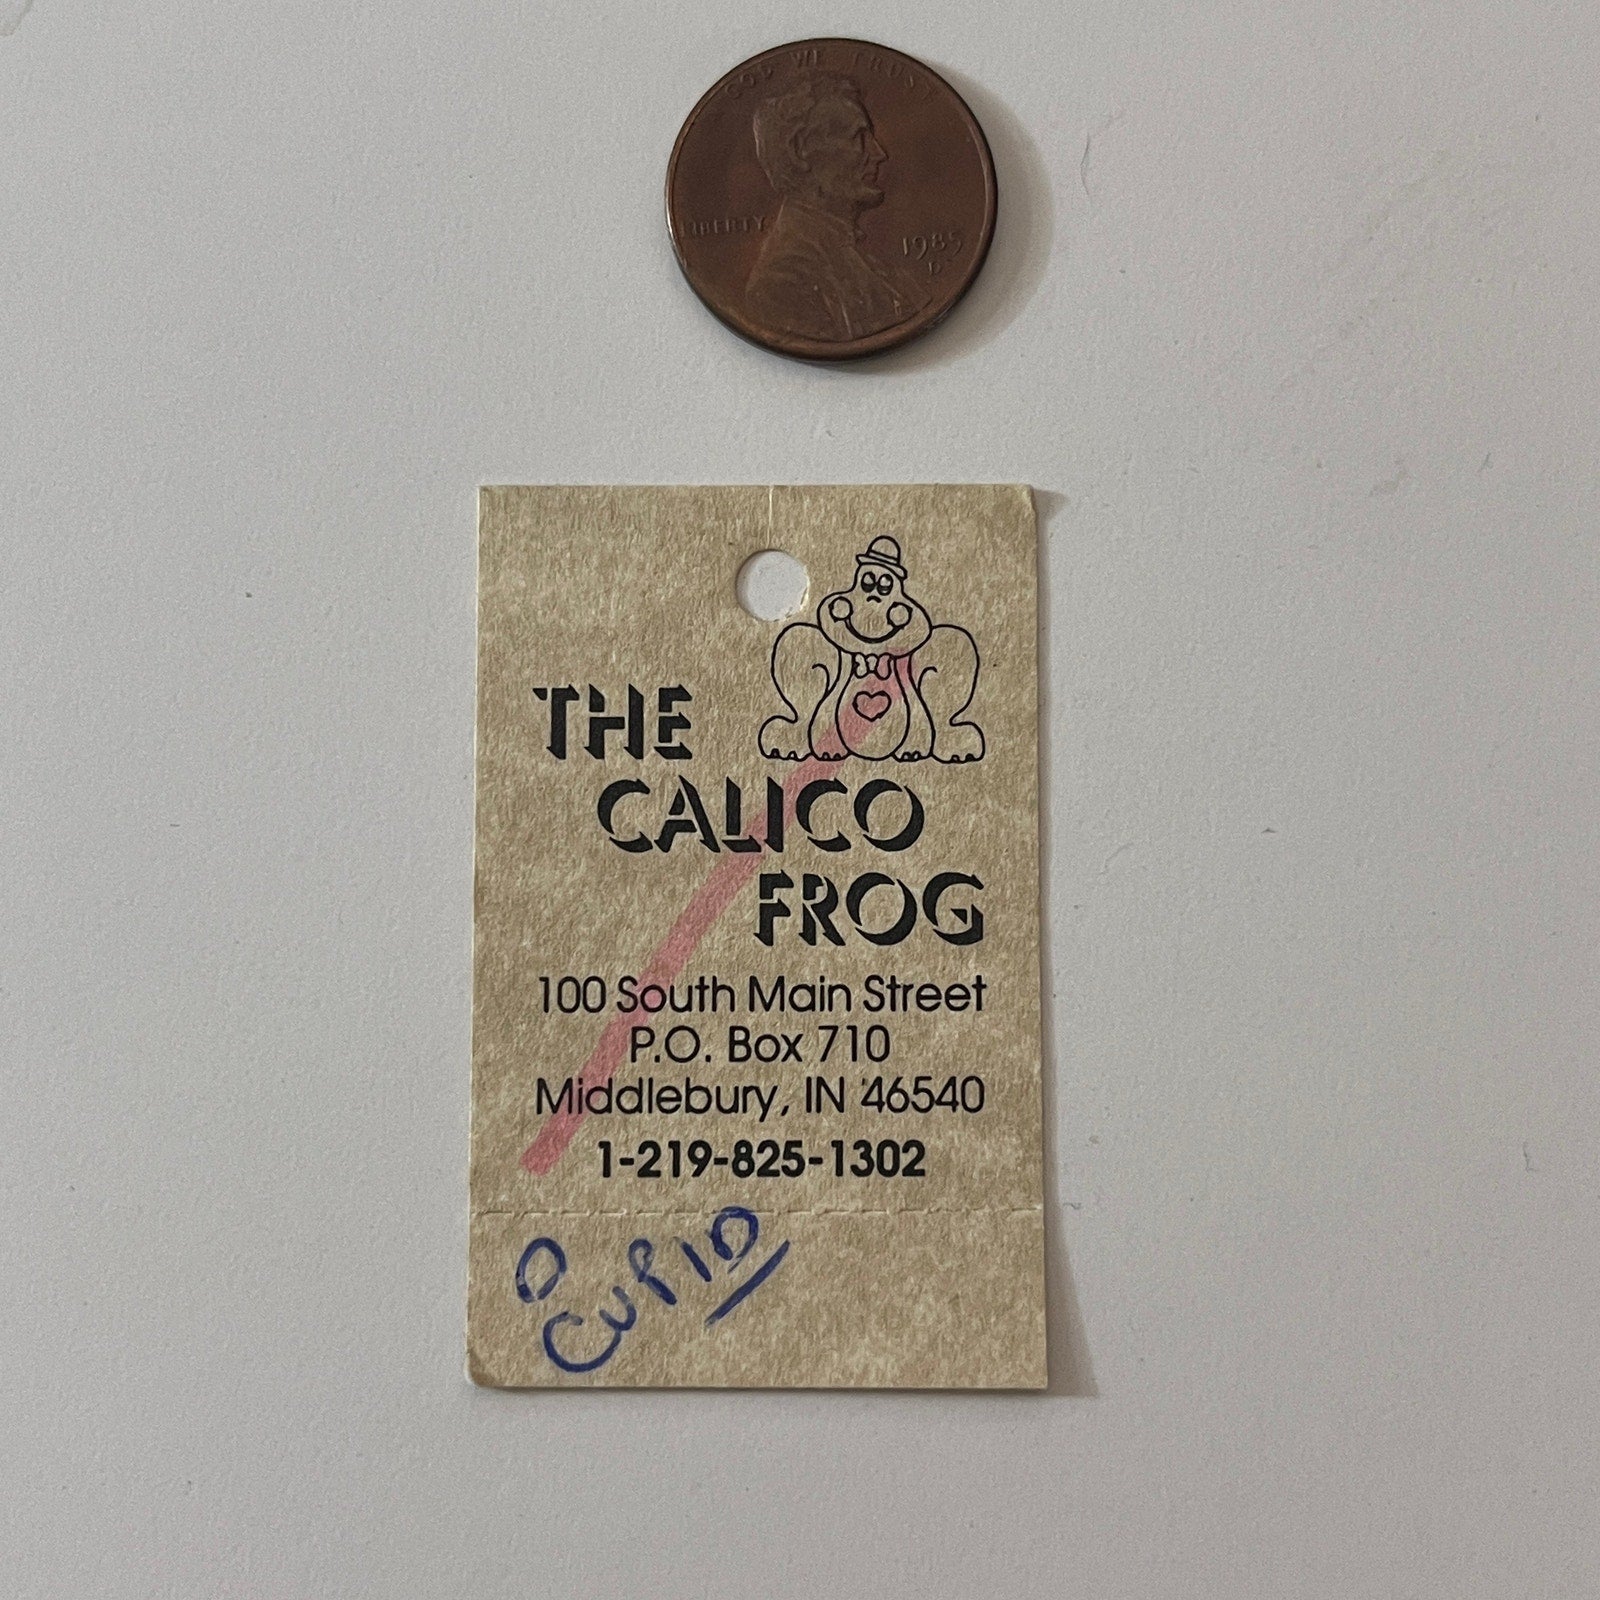 GOD WE TRUST
LIBERTY
1985
D
THE
CALICO
FROG
100 South Main Street
P.O. Box 710
Middlebury, IN 46540
1-219-825-1302
CUPID